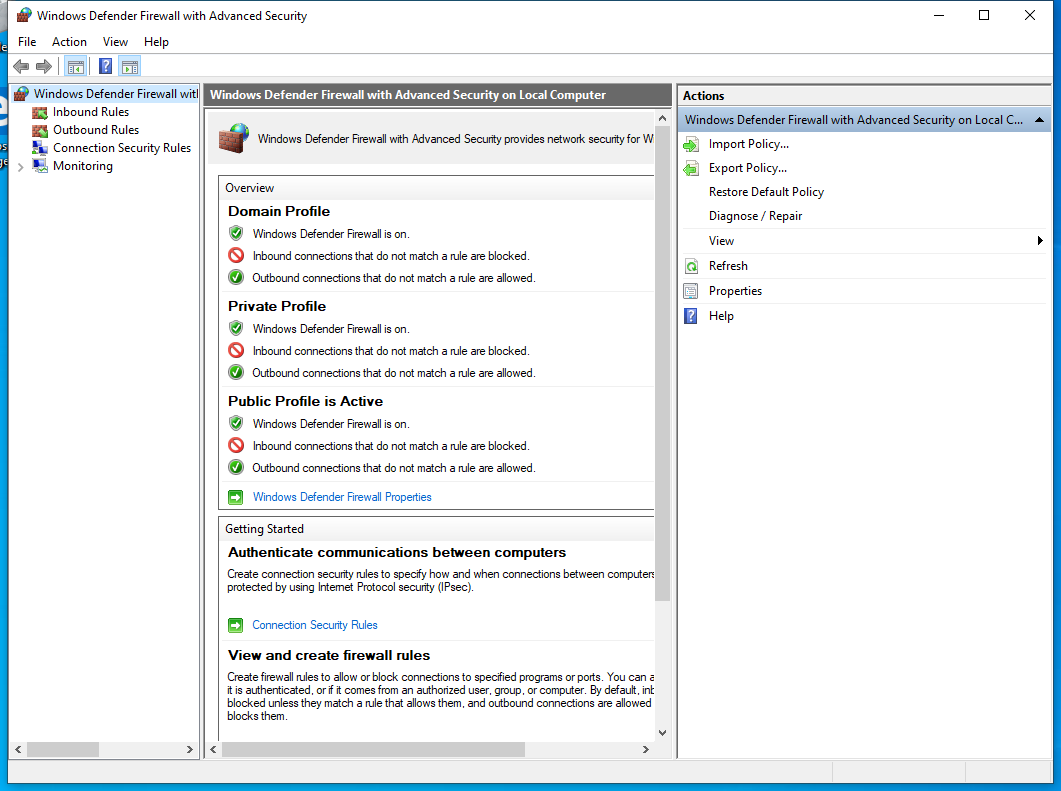 Windows Defender Firewall with Advanced Security
File Action View Help
Windows Defender Firewall with
Inbound Rules
Outbound Rules
Connection Security Rules
Monitoring
Windows Defender Firewall with Advanced Security on Local Computer
Windows Defender Firewall with Advanced Security provides network security for W
Overview
Domain Profile
Windows Defender Firewall is on.
Inbound connections that do not match a rule are blocked.
Outbound connections that do not match a rule are allowed.
Private Profile
Windows Defender Firewall is on.
Inbound connections that do not match a rule are blocked.
Outbound connections that do not match a rule are allowed.
Public Profile is Active
Windows Defender Firewall is on.
Inbound connections that do not match a rule are blocked.
Outbound connections that do not match a rule are allowed.
Windows Defender Firewall Properties
Getting Started
Authenticate communications between computers
Create connection security rules to specify how and when connections between computers
protected by using Internet Protocol security (IPsec).
Connection Security Rules
View and create firewall rules
Create firewall rules to allow or block connections to specified programs or ports. You can a
it is authenticated, or if it comes from an authorized user, group, or computer. By default, inb
blocked unless they match a rule that allows them, and outbound connections are allowed
blocks them.
Actions
Windows Defender Firewall with Advanced Security on Local C...
Import Policy...
Export Policy...
Restore Default Policy
Diagnose / Repair
View
Refresh
Properties
Help